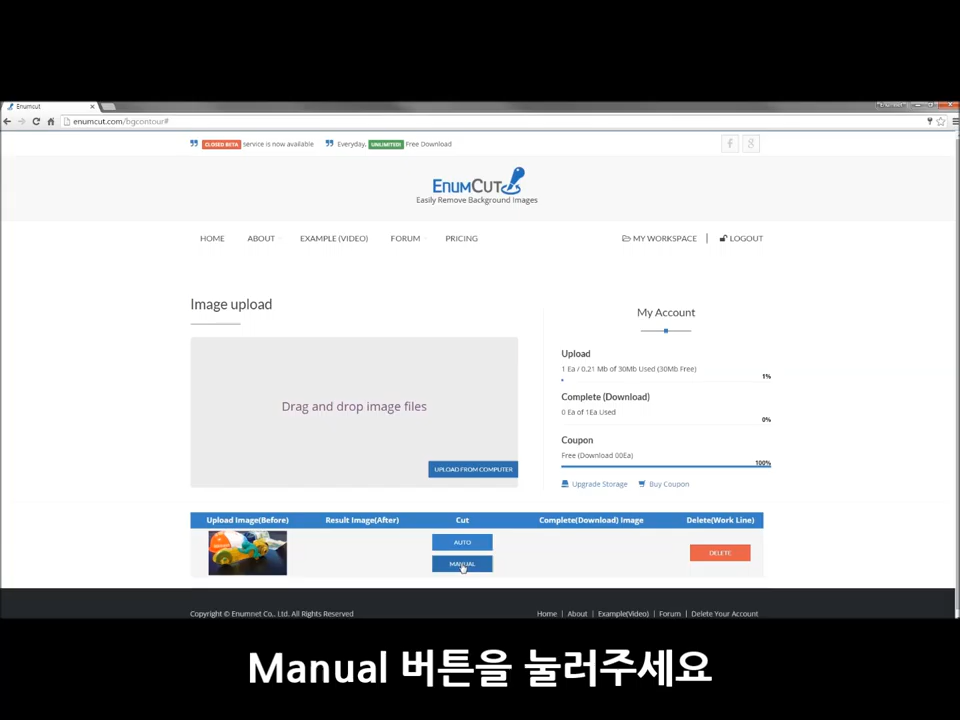 Enumcut
enumcut.com/bgcontour#
CLOSED BETA service is now available
Everyday, UNLIMITED! Free Download
ENUMCUT
Easily Remove Background Images
HOME ABOUT EXAMPLE (VIDEO) FORUM PRICING
MY WORKSPACE | LOGOUT
Image upload
Drag and drop image files
UPLOAD FROM COMPUTER
My Account
Upload
1 Ea / 0.21 Mb of 30Mb Used (30Mb Free)
1%
Complete (Download)
0 Ea of 1Ea Used
0%
Coupon
Free (Download 00Ea)
100%
Upgrade Storage Buy Coupon
Upload Image(Before) Result Image(After) Cut Complete(Download) Image Delete(Work Line)
AUTO
MANUAL
DELETE
Copyright © Enumnet Co., Ltd. All Rights Reserved
Home | About | Example(Video) | Forum | Delete Your Account
Manual 버튼을 눌러주세요